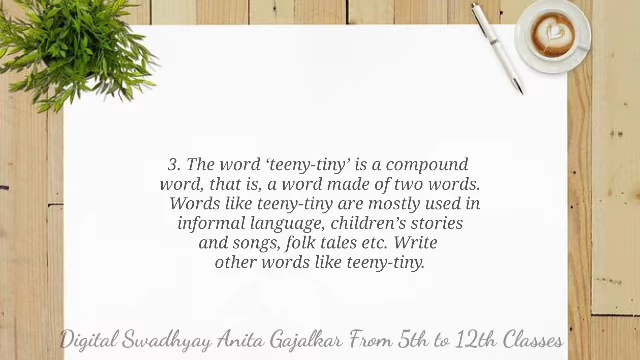 3. The word ‘teeny-tiny’ is a compound
word, that is, a word made of two words.
Words like teeny-tiny are mostly used in
informal language, children’s stories
and songs, folk tales etc. Write
other words like teeny-tiny.
Digital Swadhyay Anita Gajalkar From 5th to 12th Classes